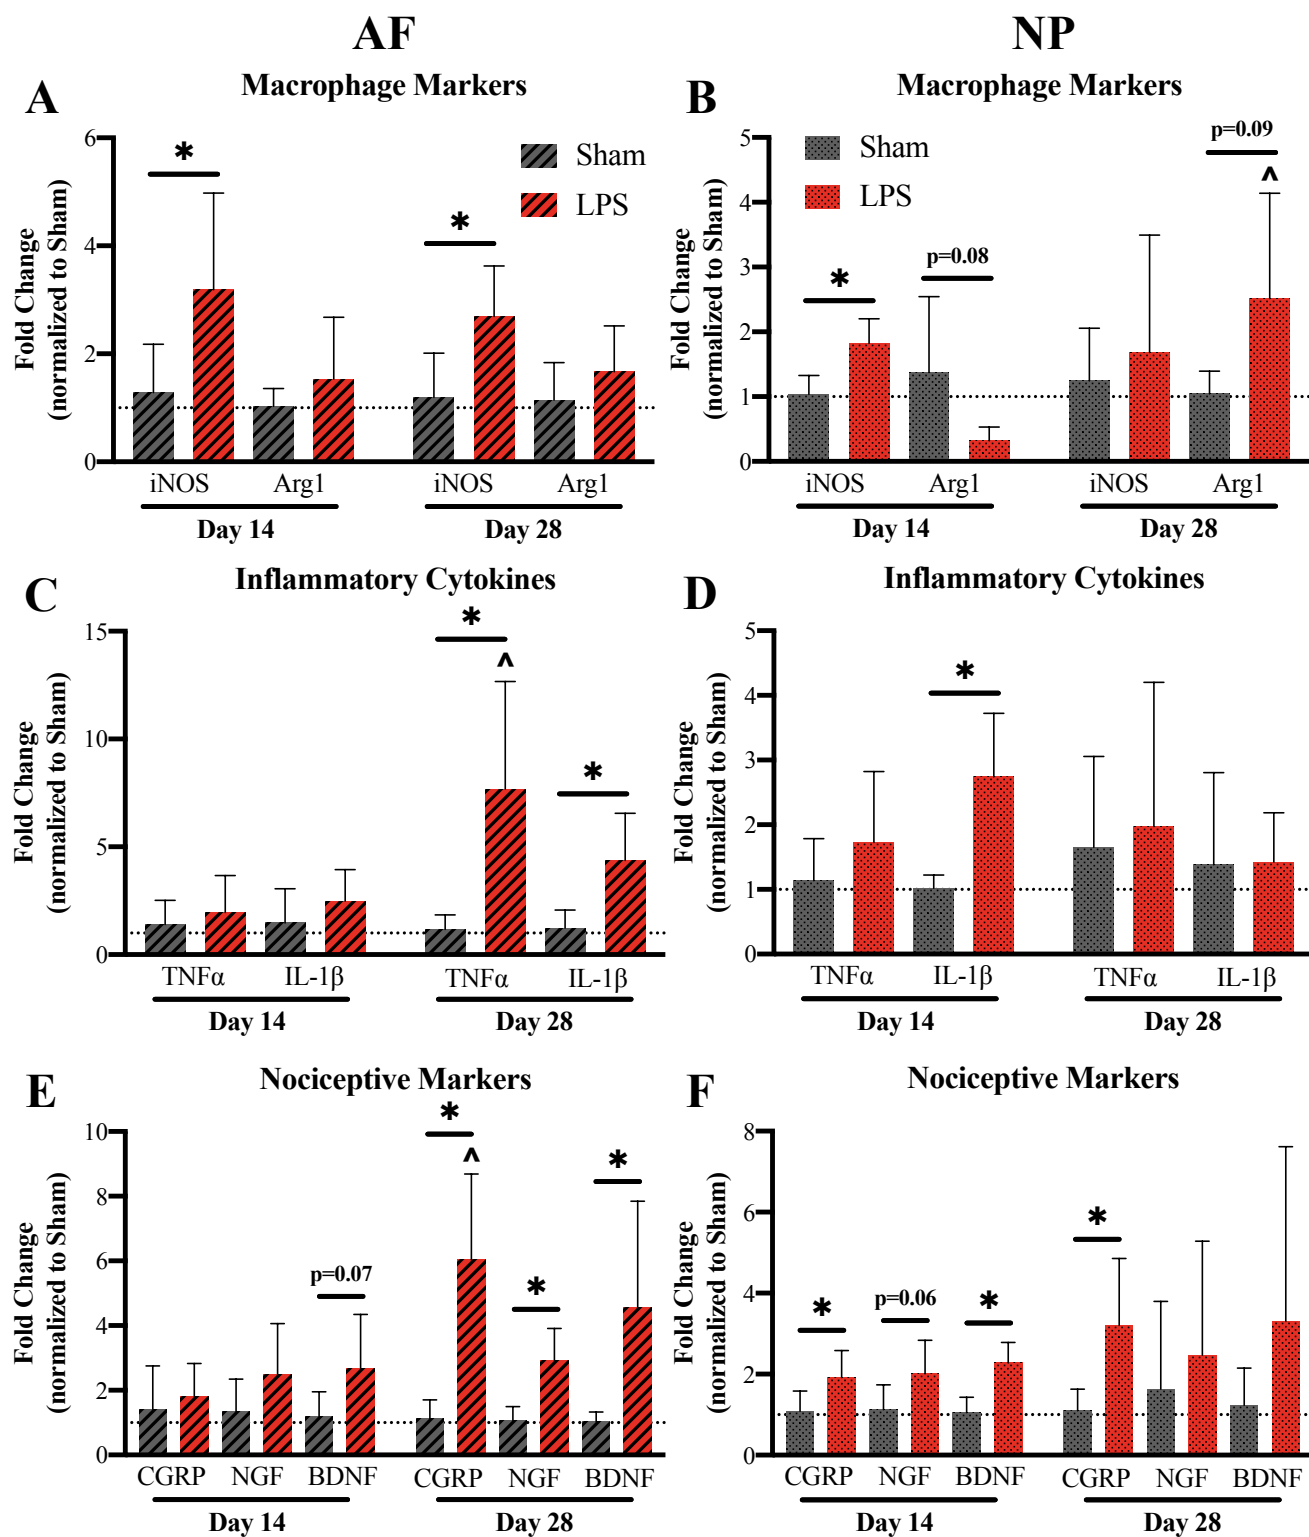 AF
NP
A
Macrophage Markers
Fold Change
(normalized to Sham)
6
4
2
0
*
*
Sham
LPS
iNOS
Arg1
iNOS
Arg1
Day 14
Day 28
B
Macrophage Markers
Fold Change
(normalized to Sham)
5
4
3
2
1
0
Sham
LPS
*
p=0.08
p=0.09
^
iNOS
Arg1
iNOS
Arg1
Day 14
Day 28
C
Inflammatory Cytokines
Fold Change
(normalized to Sham)
15
10
5
0
*
^
*
TNFα
IL-1β
TNFα
IL-1β
Day 14
Day 28
D
Inflammatory Cytokines
Fold Change
(normalized to Sham)
5
4
3
2
1
0
*
TNFα
IL-1β
TNFα
IL-1β
Day 14
Day 28
E
Nociceptive Markers
Fold Change
(normalized to Sham)
10
8
6
4
2
0
p=0.07
*
^
*
*
CGRP
NGF
BDNF
CGRP
NGF
BDNF
Day 14
Day 28
F
Nociceptive Markers
Fold Change
(normalized to Sham)
8
6
4
2
0
*
p=0.06
*
*
CGRP
NGF
BDNF
CGRP
NGF
BDNF
Day 14
Day 28